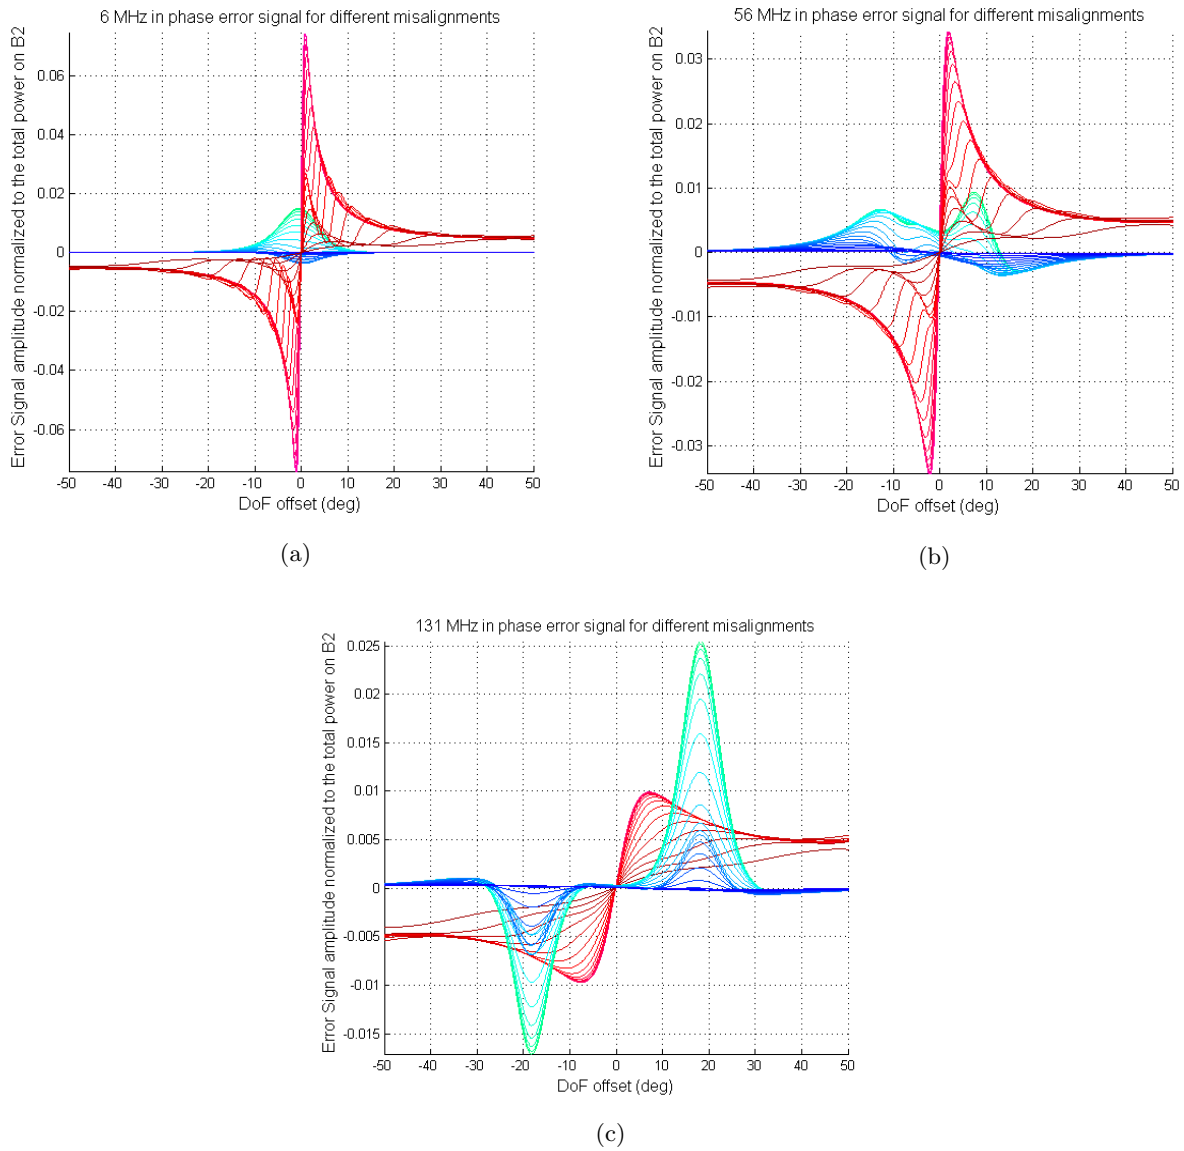 6 MHz in phase error signal for different misalignments
Error Signal amplitude normalized to the total power on B2
0.06
0.04
0.02
0
-0.02
-0.04
-0.06
-50 -40 -30 -20 -10 0 10 20 30 40 50
DoF offset (deg)
(a)
56 MHz in phase error signal for different misalignments
Error Signal amplitude normalized to the total power on B2
0.03
0.02
0.01
0
-0.01
-0.02
-0.03
-50 -40 -30 -20 -10 0 10 20 30 40 50
DoF offset (deg)
(b)
131 MHz in phase error signal for different misalignments
Error Signal amplitude normalized to the total power on B2
0.025
0.02
0.015
0.01
0.005
0
-0.005
-0.01
-0.015
-50 -40 -30 -20 -10 0 10 20 30 40 50
DoF offset (deg)
(c)